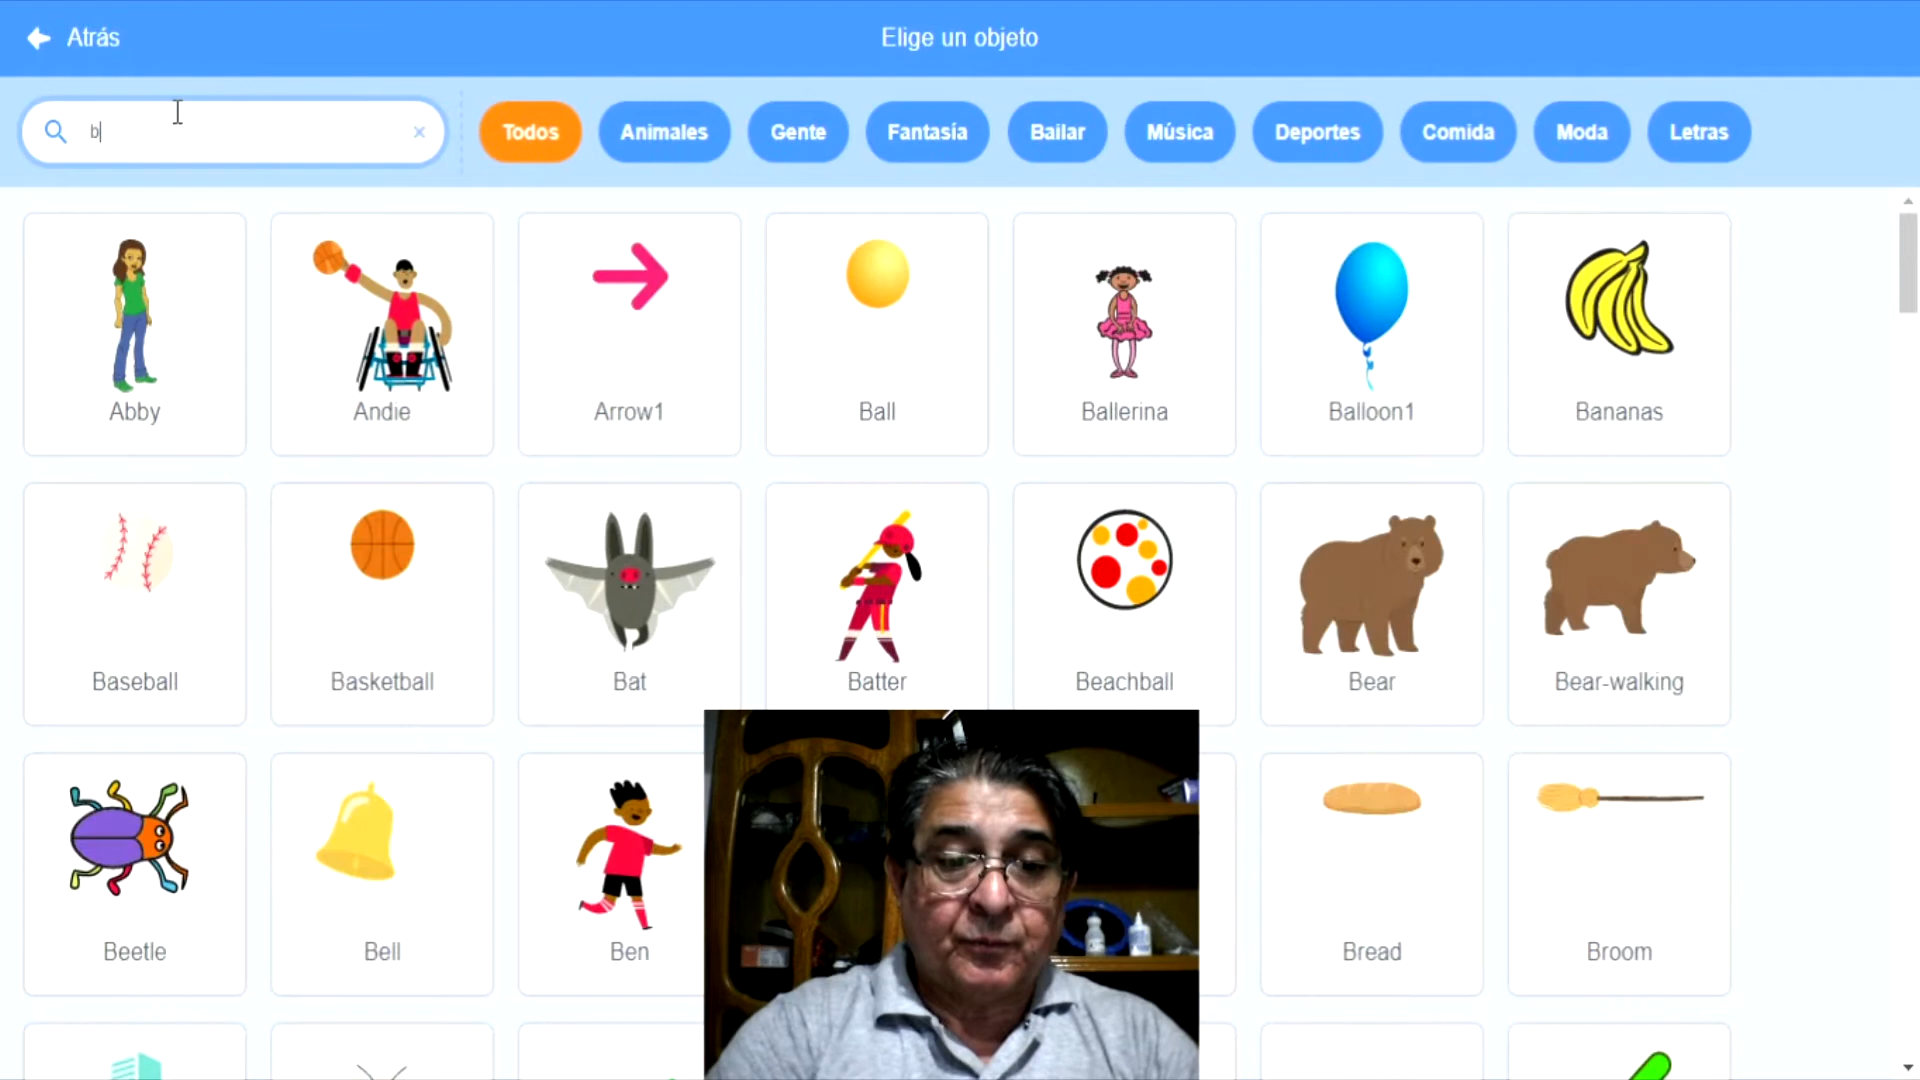 Atrás
Elige un objeto
b
Todos
Animales
Gente
Fantasía
Bailar
Música
Deportes
Comida
Moda
Letras
Abby
Andie
Arrow1
Ball
Ballerina
Balloon1
Bananas
Baseball
Basketball
Bat
Batter
Beachball
Bear
Bear-walking
Beetle
Bell
Ben
Bread
Broom